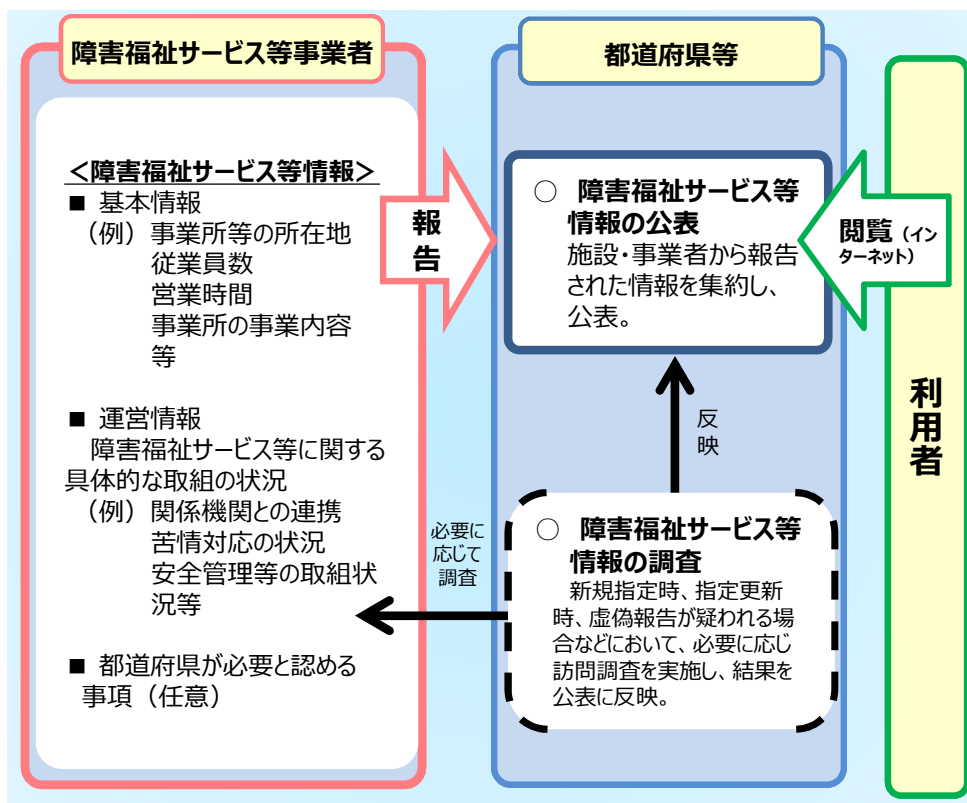 障害福祉サービス等事業者
＜障害福祉サービス等情報＞
■ 基本情報
（例）事業所等の所在地
従業員数
営業時間
事業所の事業内容
等
■ 運営情報
障害福祉サービス等に関する
具体的な取組の状況
（例）関係機関との連携
苦情対応の状況
安全管理等の取組状
況等
■ 都道府県が必要と認める
事項（任意）
報
告
必要に
応じて
調査
都道府県等
○ 障害福祉サービス等
情報の公表
施設・事業者から報告
された情報を集約し、
公表。
反
映
○ 障害福祉サービス等
情報の調査
新規指定時、指定更新
時、虚偽報告が疑われる場
合などにおいて、必要に応じ
訪問調査を実施し、結果を
公表に反映。
閲覧（イン
ターネット）
利
用
者